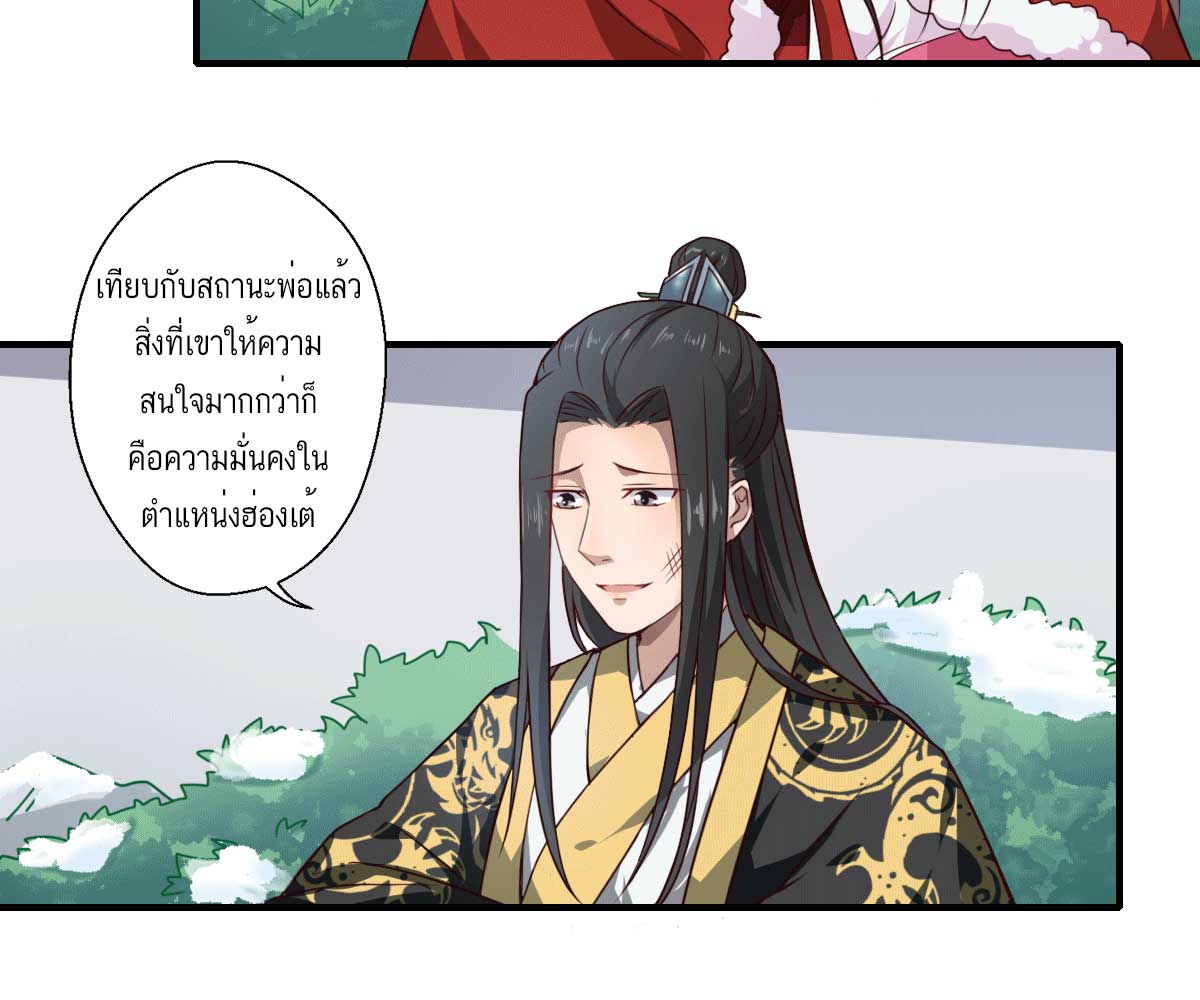 เทียบกับสถานะพ่อแล้ว
สิ่งที่เขาให้ความ
สนใจมากกว่าก็
คือความมั่นคงใน
ตำแหน่งฮ่องเต้